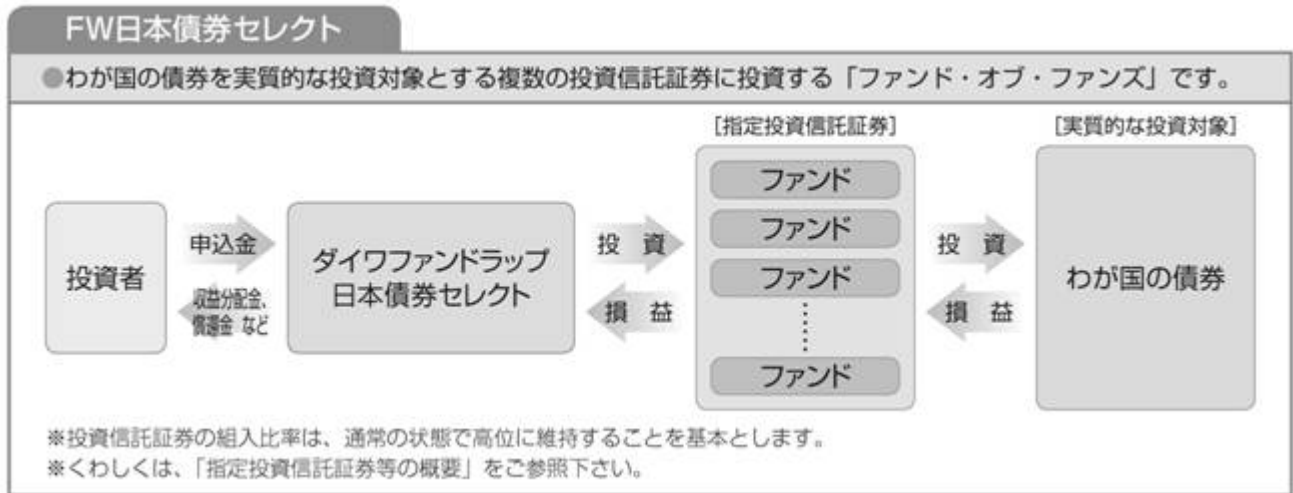 FW日本債券セレクト
●わが国の債券を実質的な投資対象とする複数の投資信託証券に投資する「ファンド・オブ・ファンズ」です。
[指定投資信託証券]
[実質的な投資対象]
投資者
申込金
収益分配金、
償還金 など
ダイワファンドラップ
日本債券セレクト
投 資
損 益
ファンド
ファンド
ファンド
ファンド
投 資
損 益
わが国の債券
※投資信託証券の組入比率は、通常の状態で高位に維持することを基本とします。
※くわしくは、「指定投資信託証券等の概要」をご参照下さい。